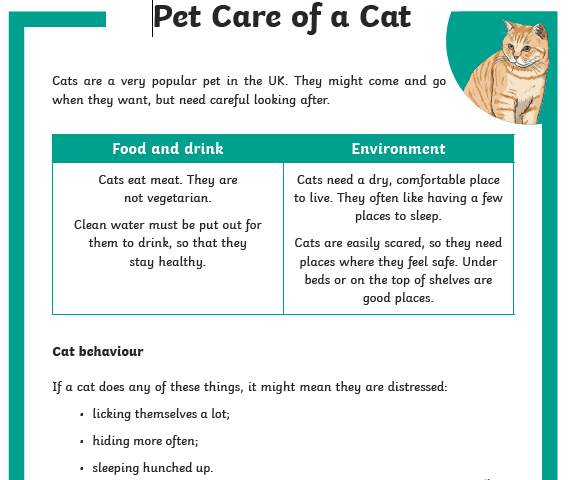 Pet Care of a Cat
Cats are a very popular pet in the UK. They might come and go
when they want, but need careful looking after.
Food and drink
Cats eat meat. They are
not vegetarian.
Clean water must be put out for
them to drink, so that they
stay healthy.
Environment
Cats need a dry, comfortable place
to live. They often like having a few
places to sleep.
Cats are easily scared, so they need
places where they feel safe. Under
beds or on the top of shelves are
good places.
Cat behaviour
If a cat does any of these things, it might mean they are distressed:
• licking themselves a lot;
• hiding more often;
• sleeping hunched up.